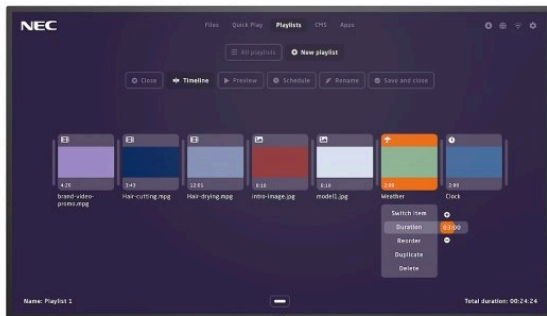 NEC
Files Quick Play Playlists CMS Apps
All playlists New playlist
Close Timeline Preview Schedule Rename Save and close
4:29 3:43 12:01 0:10 0:10 2:00 2:00
brand-video-promo.mpg Hair-cutting.mpg Hair-drying.mpg intro-image.jpg model1.jpg Weather Clock
Switch item
Duration 03:00
Reorder
Duplicate
Delete
Name: Playlist 1 Total duration: 00:24:24